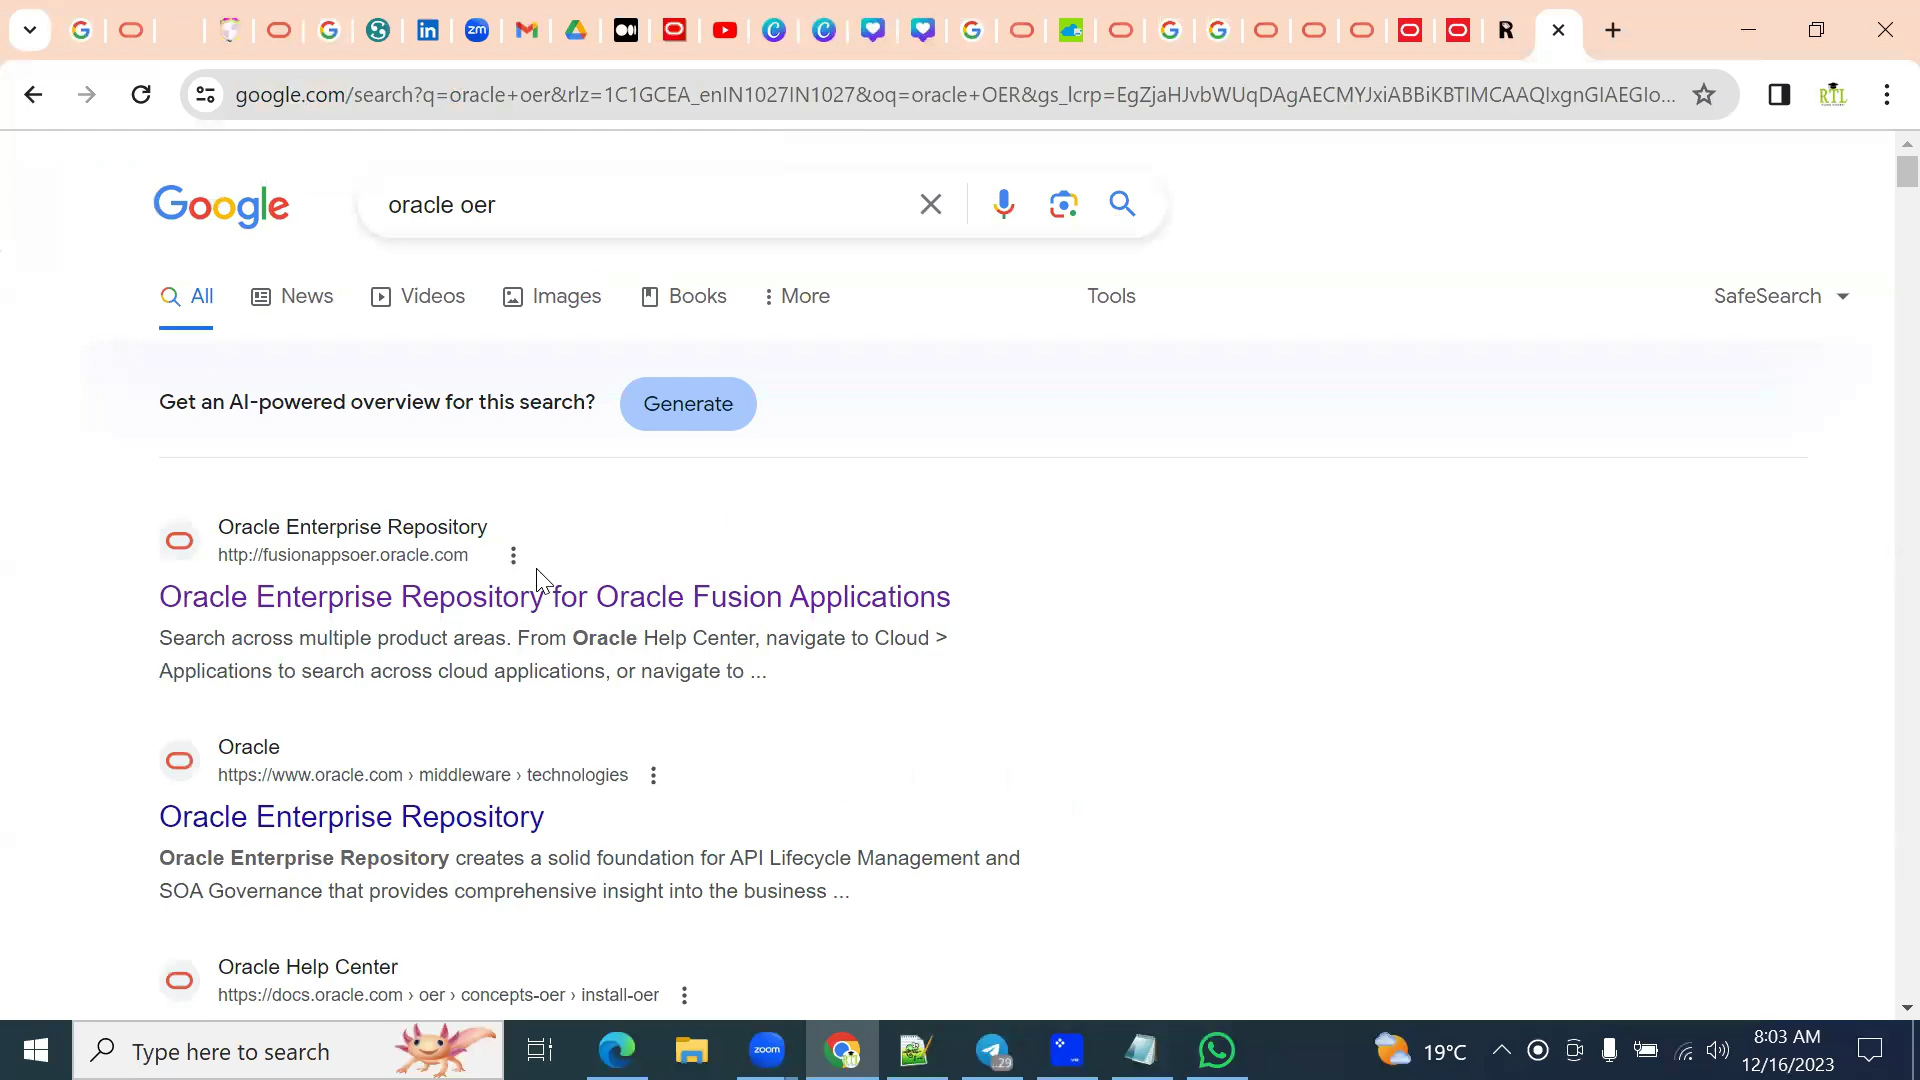 google.com/search?q=oracle+oer&rlz=1C1GCEA_enIN1027IN1027&oq=oracle+OER&gs_lcrp=EgZjaHJvbWUqDAgAECMYJxiABBiKBTIMCAAQIxgnGIAEGIo...
RTL
Google
oracle oer
All
News
Videos
Images
Books
More
Tools
SafeSearch
Get an AI-powered overview for this search?
Generate
Oracle Enterprise Repository
http://fusionappsoer.oracle.com
Oracle Enterprise Repository for Oracle Fusion Applications
Search across multiple product areas. From Oracle Help Center, navigate to Cloud >
Applications to search across cloud applications, or navigate to ...
Oracle
https://www.oracle.com › middleware › technologies
Oracle Enterprise Repository
Oracle Enterprise Repository creates a solid foundation for API Lifecycle Management and
SOA Governance that provides comprehensive insight into the business ...
Oracle Help Center
https://docs.oracle.com › oer › concepts-oer › install-oer
Type here to search
zoom
29
19°C
8:03 AM
12/16/2023